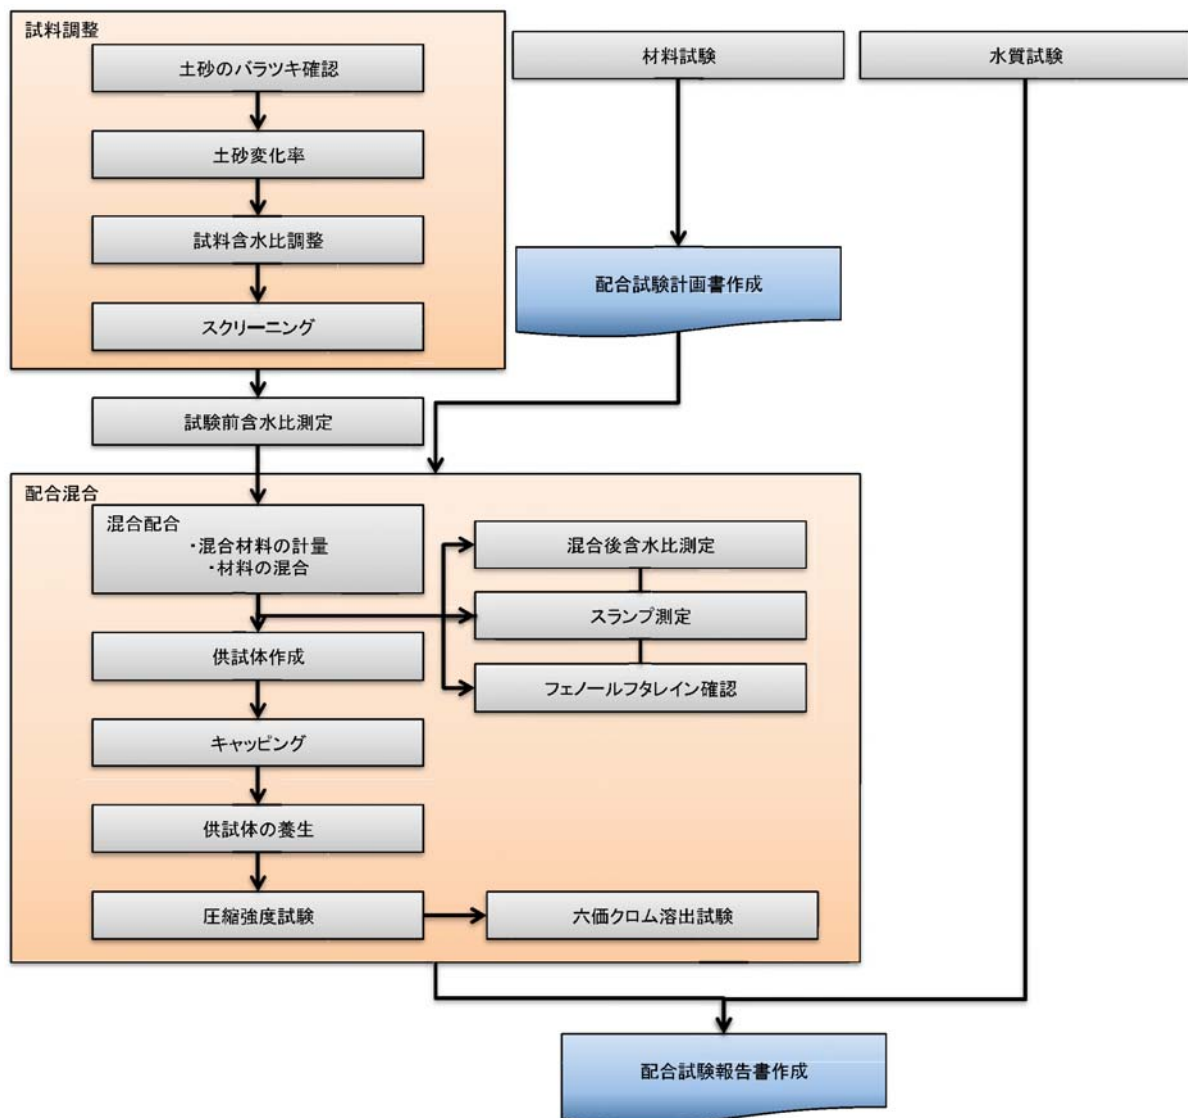 試料調整
土砂のバラツキ確認
土砂変化率
試料含水比調整
スクリーニング
材料試験
水質試験
配合試験計画書作成
試験前含水比測定
配合混合
混合配合
・混合材料の計量
・材料の混合
混合後含水比測定
スランプ測定
フェノールフタレイン確認
供試体作成
キャッピング
供試体の養生
圧縮強度試験
六価クロム溶出試験
配合試験報告書作成